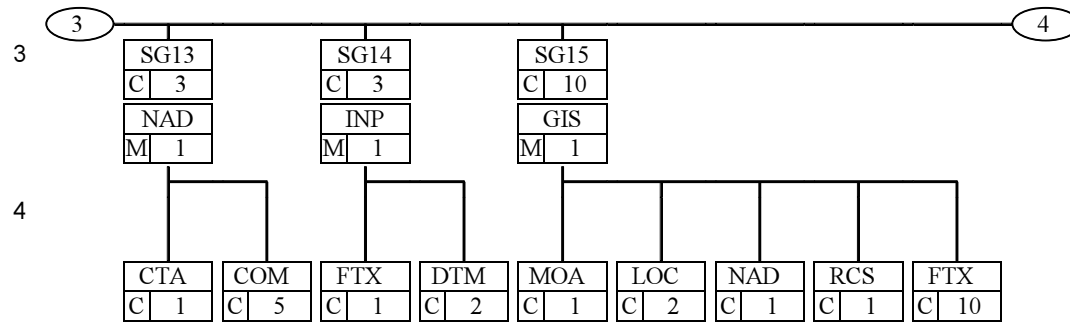 3 4
3
SG13 SG14 SG15
C 3 C 3 C 10
NAD INP GIS
M 1 M 1 M 1
4
CTA COM FTX DTM MOA LOC NAD RCS FTX
C 1 C 5 C 1 C 2 C 1 C 2 C 1 C 1 C 10